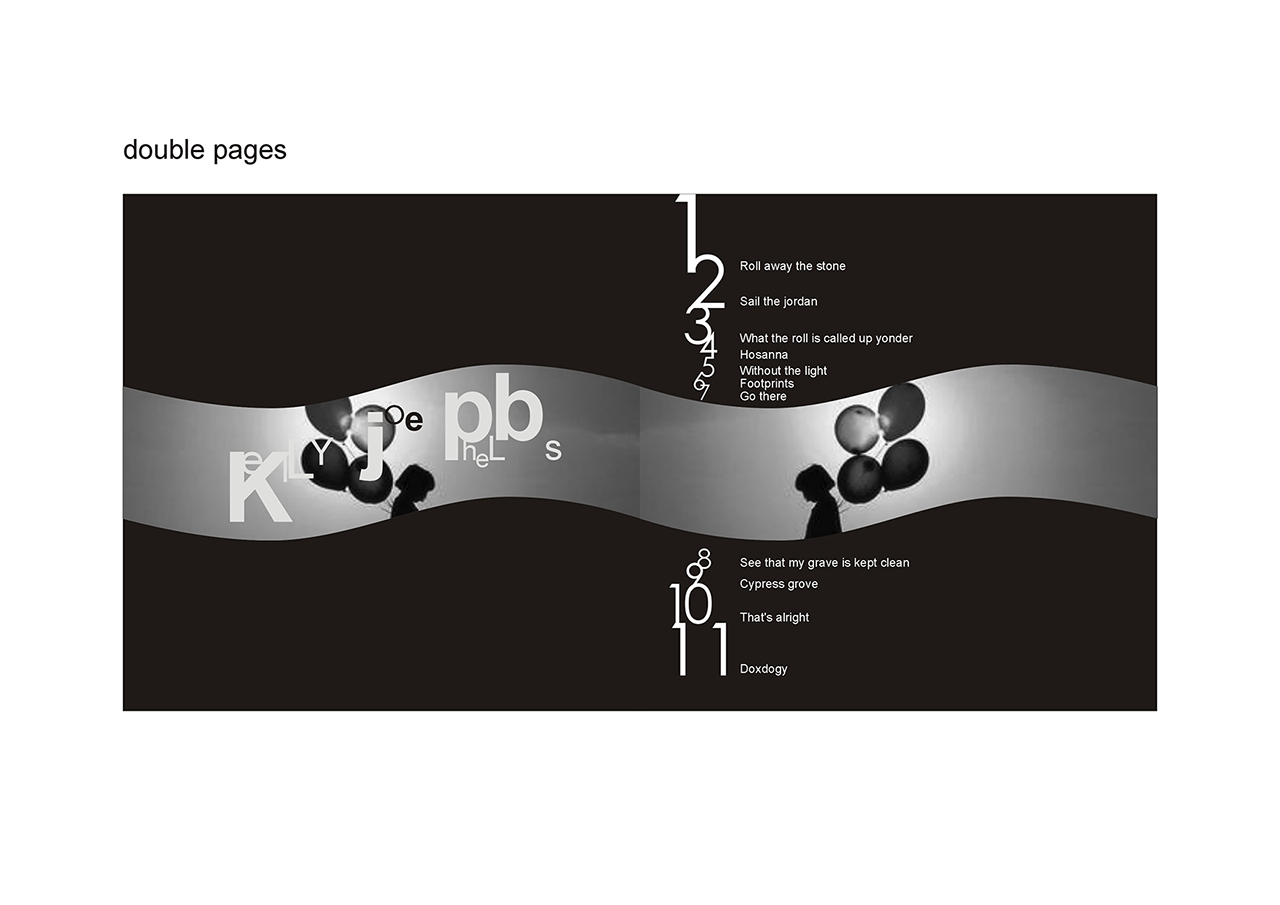 double pages
KeLLY joe pheLbs
1 Roll away the stone
2 Sail the jordan
3 What the roll is called up yonder
4 Hosanna
5 Without the light
6 Footprints
7 Go there
8 See that my grave is kept clean
9 Cypress grove
10 That's alright
11 Doxdogy